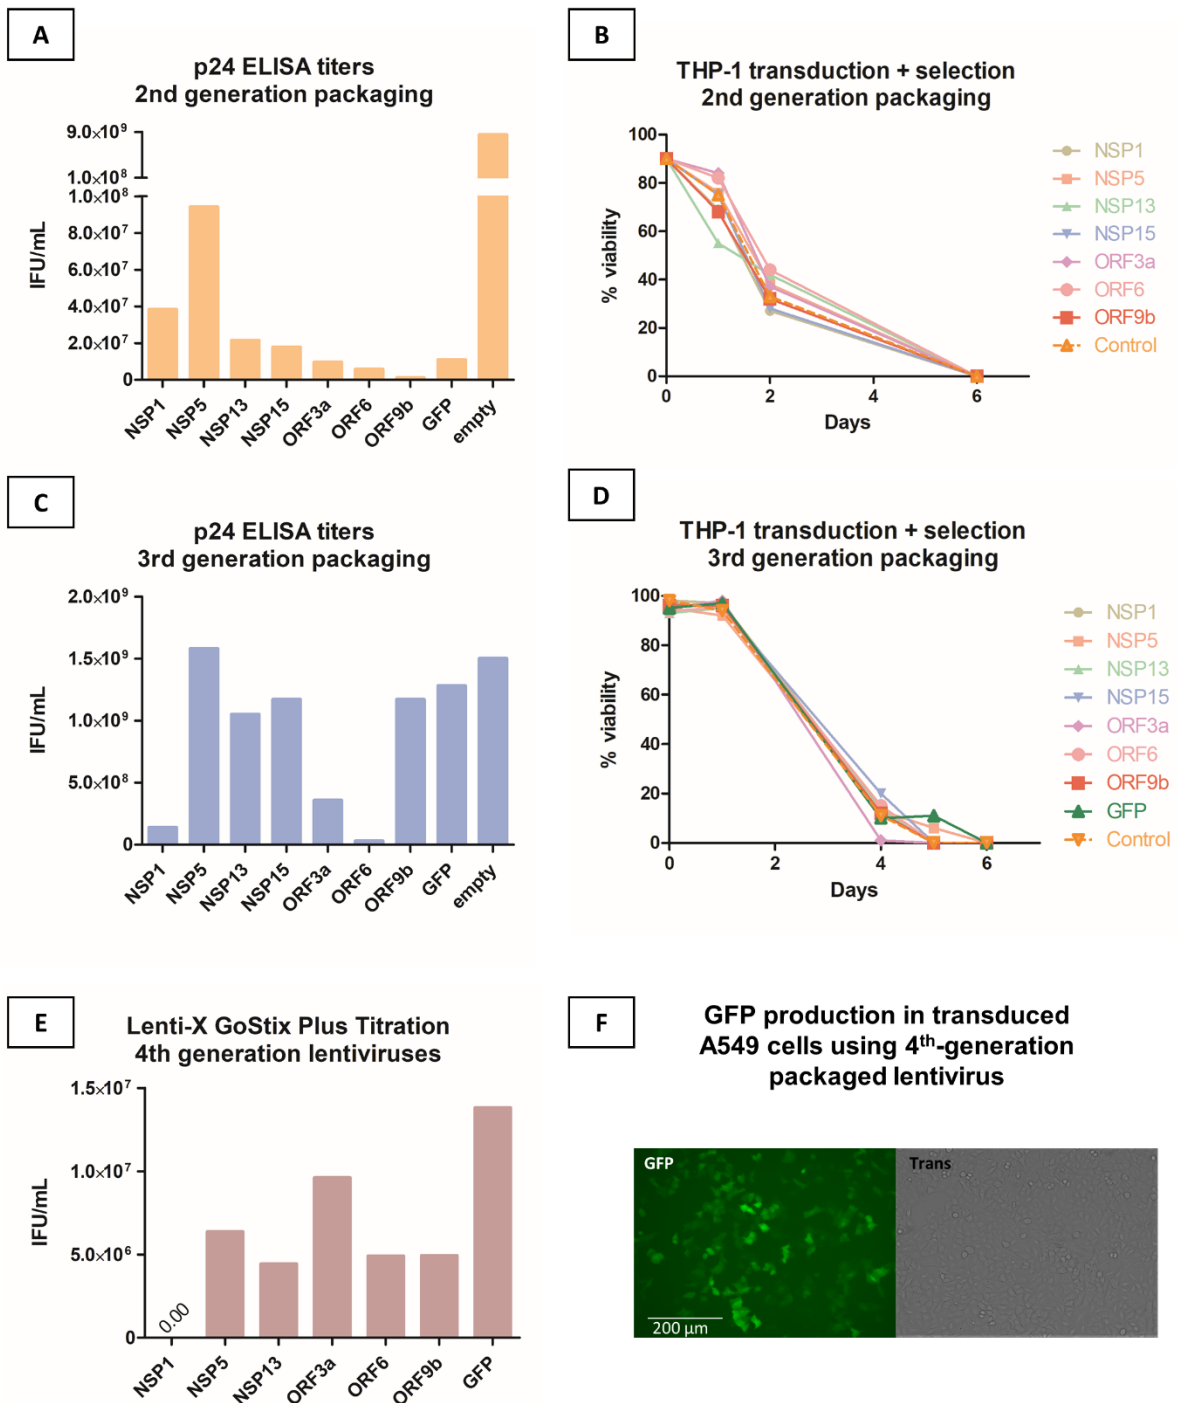 A
p24 ELISA titers
2nd generation packaging
IFU/mL
9.0×10⁹
1.0×10⁸
1.0×10⁸
8.0×10⁷
6.0×10⁷
4.0×10⁷
2.0×10⁷
0
NSP1
NSP5
NSP13
NSP15
ORF3a
ORF6
ORF9b
GFP
empty
B
THP-1 transduction + selection
2nd generation packaging
% viability
100
80
60
40
20
0
0
2
4
6
Days
NSP1
NSP5
NSP13
NSP15
ORF3a
ORF6
ORF9b
Control
C
p24 ELISA titers
3rd generation packaging
IFU/mL
2.0×10⁹
1.5×10⁹
1.0×10⁹
5.0×10⁸
0
NSP1
NSP5
NSP13
NSP15
ORF3a
ORF6
ORF9b
GFP
empty
D
THP-1 transduction + selection
3rd generation packaging
% viability
100
80
60
40
20
0
0
2
4
6
Days
NSP1
NSP5
NSP13
NSP15
ORF3a
ORF6
ORF9b
GFP
Control
E
Lenti-X GoStix Plus Titration
4th generation lentiviruses
IFU/mL
1.5×10⁷
1.0×10⁷
5.0×10⁶
0
0.00
NSP1
NSP5
NSP13
ORF3a
ORF6
ORF9b
GFP
F
GFP production in transduced
A549 cells using 4ᵗʰ-generation
packaged lentivirus
GFP
Trans
200 µm